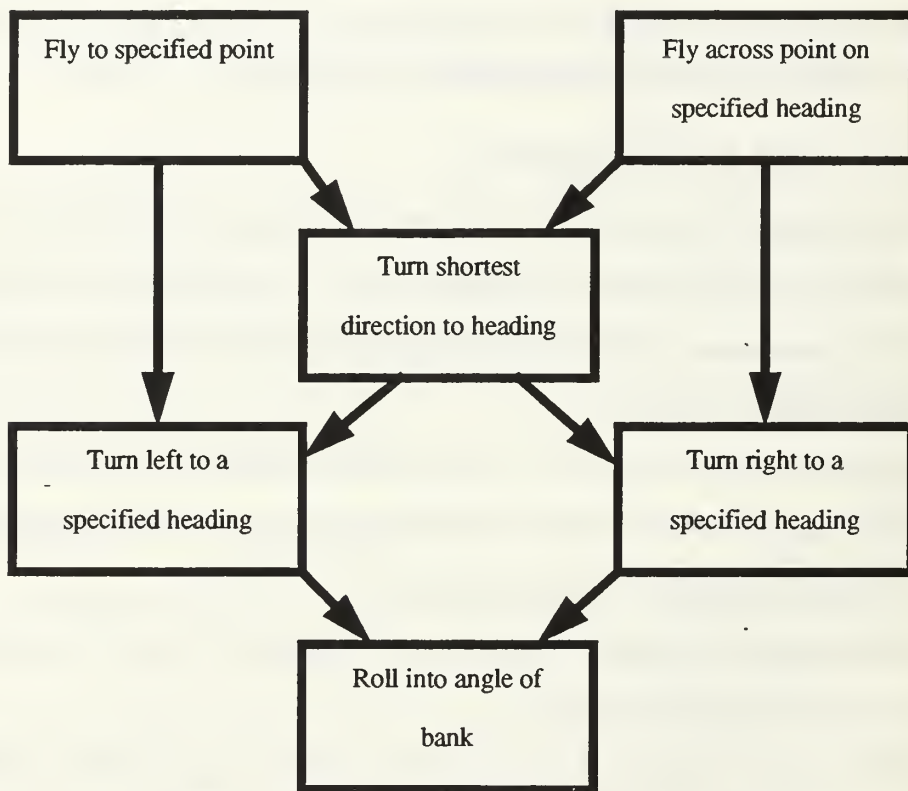 Fly to specified point
Fly across point on
specified heading
Turn shortest
direction to heading
Turn left to a
specified heading
Turn right to a
specified heading
Roll into angle of
bank